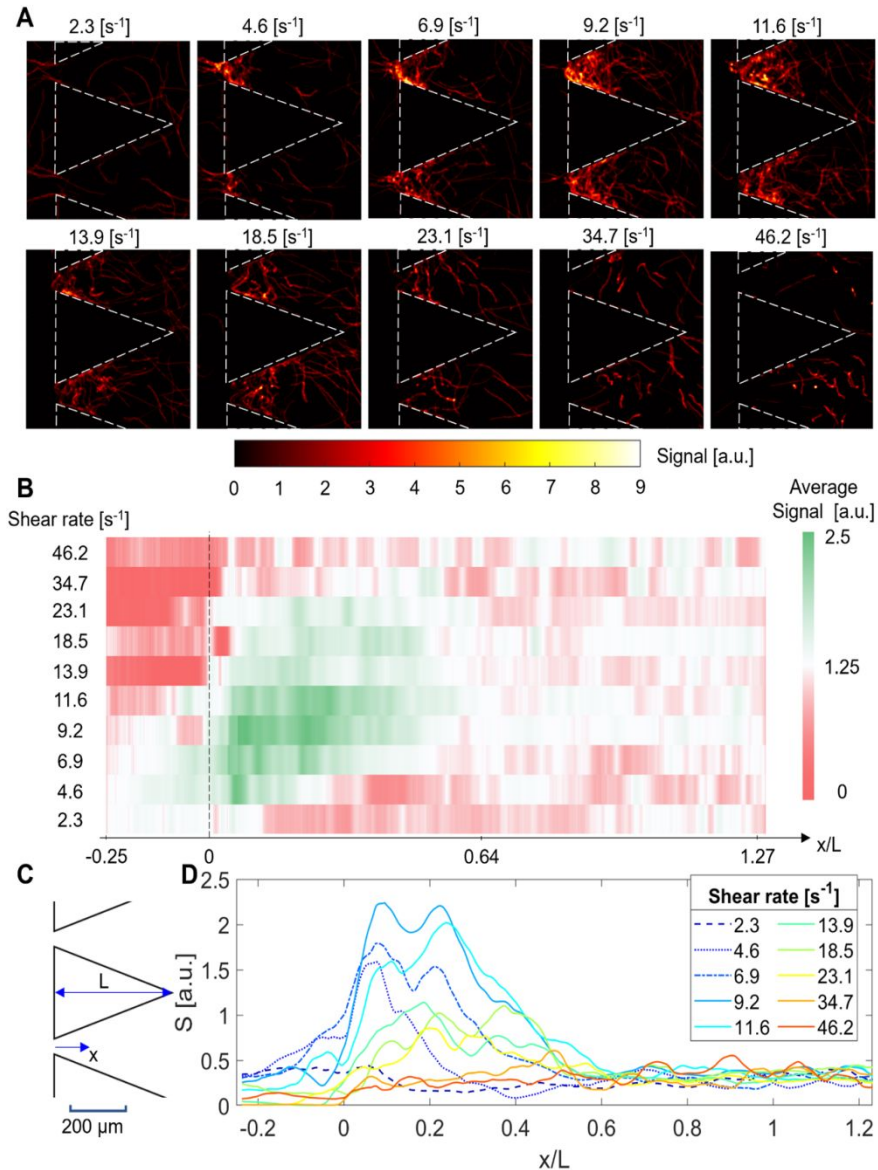 A
2.3 [s⁻¹] 4.6 [s⁻¹] 6.9 [s⁻¹] 9.2 [s⁻¹] 11.6 [s⁻¹]
13.9 [s⁻¹] 18.5 [s⁻¹] 23.1 [s⁻¹] 34.7 [s⁻¹] 46.2 [s⁻¹]
Signal [a.u.]
0 1 2 3 4 5 6 7 8 9
B
Shear rate [s⁻¹]
Average
Signal [a.u.]
46.2
34.7
23.1
18.5
13.9
11.6
9.2
6.9
4.6
2.3
2.5
1.25
0
-0.25 0 0.64 1.27
x/L
C
L
x
200 µm
D
S [a.u.]
2.5
2
1.5
1
0.5
0
-0.2 0 0.2 0.4 0.6 0.8 1 1.2
x/L
Shear rate [s⁻¹]
2.3 13.9
4.6 18.5
6.9 23.1
9.2 34.7
11.6 46.2